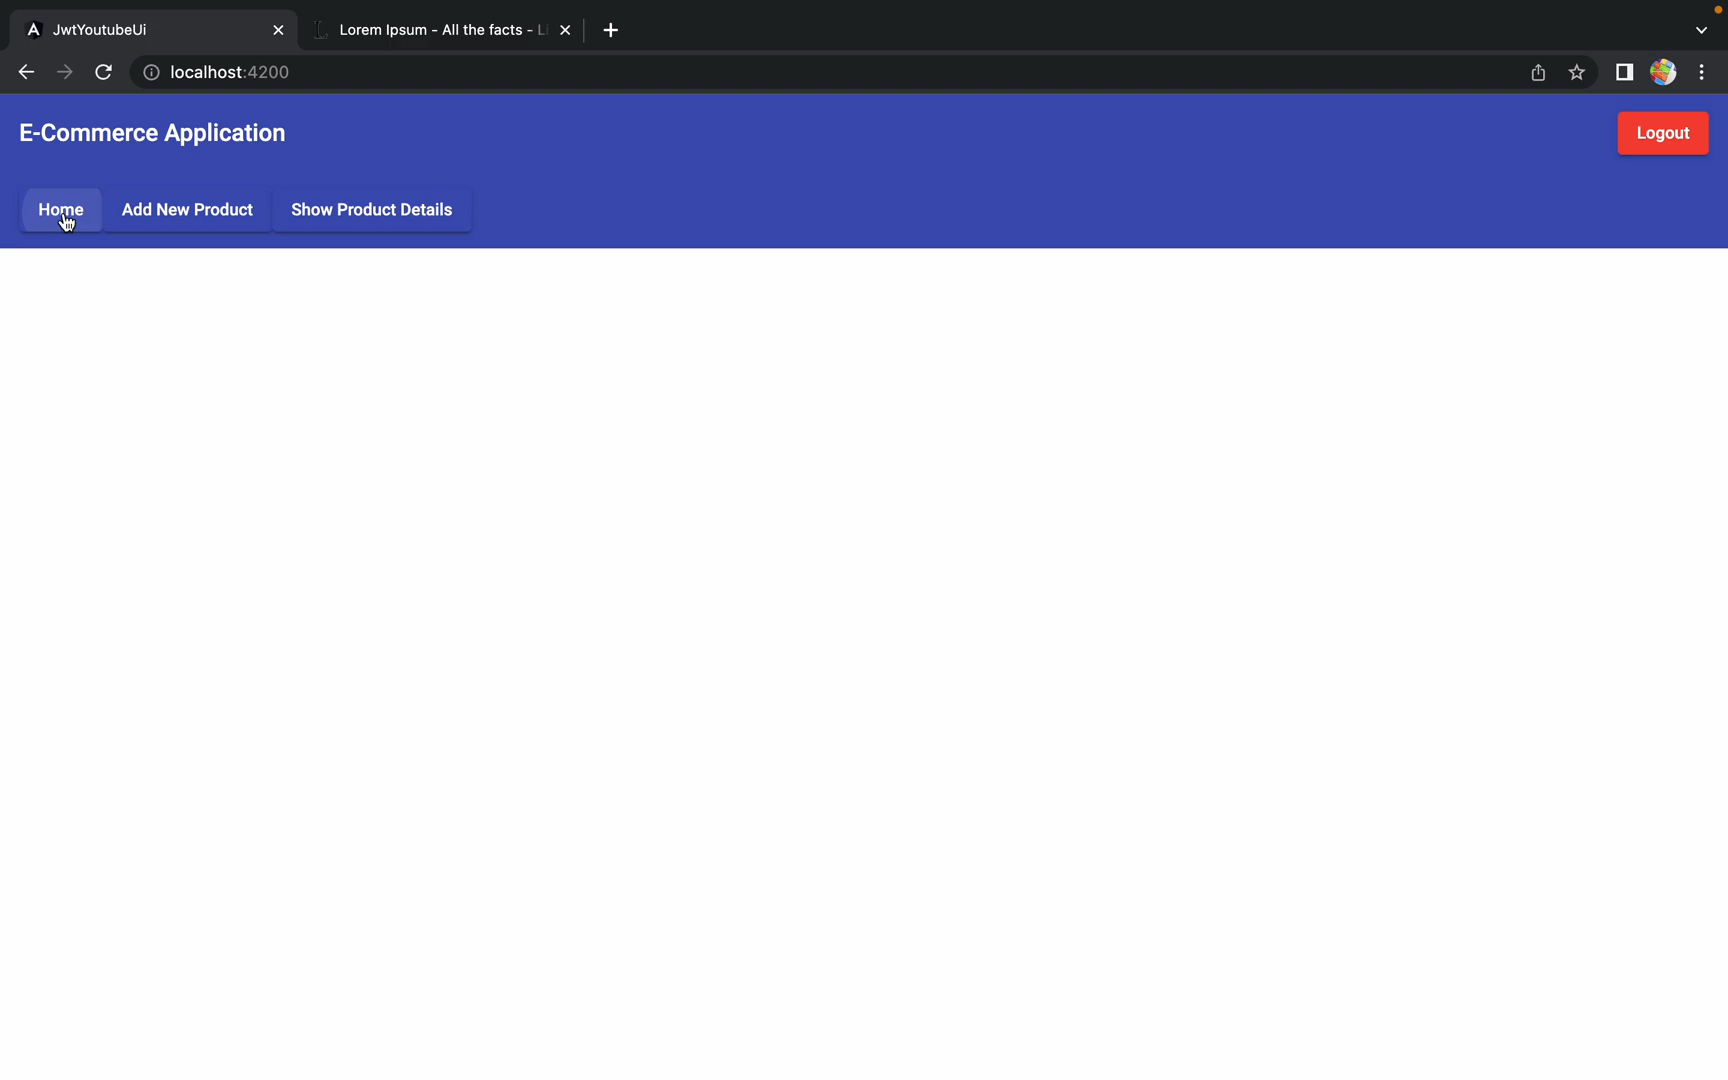 JwtYoutubeUi
Lorem Ipsum - All the facts - Li
localhost:4200
E-Commerce Application
Logout
Home
Add New Product
Show Product Details